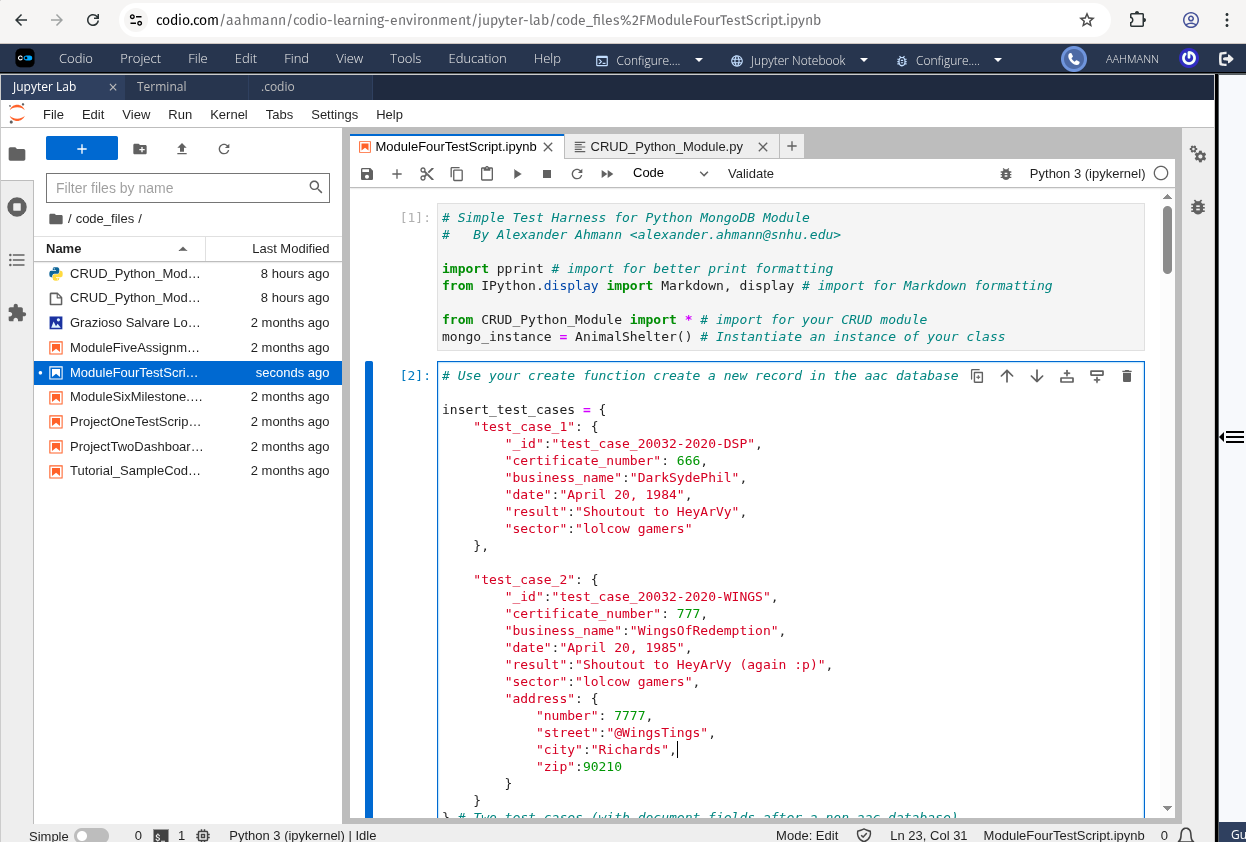 codio.com/aahmann/codio-learning-environment/jupyter-lab/code_files%2FModuleFourTestScript.ipynb
Codio Project File Edit Find View Tools Education Help Configure.... Jupyter Notebook Configure.... AAHMANN
Jupyter Lab Terminal .codio
File Edit View Run Kernel Tabs Settings Help
ModuleFourTestScript.ipynb CRUD_Python_Module.py
Code Validate Python 3 (ipykernel)
Filter files by name
/ code_files /
Name Last Modified
CRUD_Python_Mod... 8 hours ago
CRUD_Python_Mod... 8 hours ago
Grazioso Salvare Lo... 2 months ago
ModuleFiveAssignm... 2 months ago
ModuleFourTestScri... seconds ago
ModuleSixMilestone.... 2 months ago
ProjectOneTestScrip... 2 months ago
ProjectTwoDashboar... 2 months ago
Tutorial_SampleCod... 2 months ago
[1]:
# Simple Test Harness for Python MongoDB Module
#   By Alexander Ahmann <alexander.ahmann@snhu.edu>
import pprint # import for better print formatting
from IPython.display import Markdown, display # import for Markdown formatting
from CRUD_Python_Module import * # import for your CRUD module
mongo_instance = AnimalShelter() # Instantiate an instance of your class
[2]:
# Use your create function create a new record in the aac database
insert_test_cases = {
    "test_case_1": {
        "_id":"test_case_20032-2020-DSP",
        "certificate_number": 666,
        "business_name":"DarkSydePhil",
        "date":"April 20, 1984",
        "result":"Shoutout to HeyArVy",
        "sector":"lolcow gamers"
    },
    "test_case_2": {
        "_id":"test_case_20032-2020-WINGS",
        "certificate_number": 777,
        "business_name":"WingsOfRedemption",
        "date":"April 20, 1985",
        "result":"Shoutout to HeyArVy (again :p)",
        "sector":"lolcow gamers",
        "address": {
            "number": 7777,
            "street":"@WingsTings",
            "city":"Richards",
            "zip":90210
        }
    }
} # Two test cases (with document fields after a non aac database)
Simple 0 1 Python 3 (ipykernel) | Idle Mode: Edit Ln 23, Col 31 ModuleFourTestScript.ipynb 0
Gu